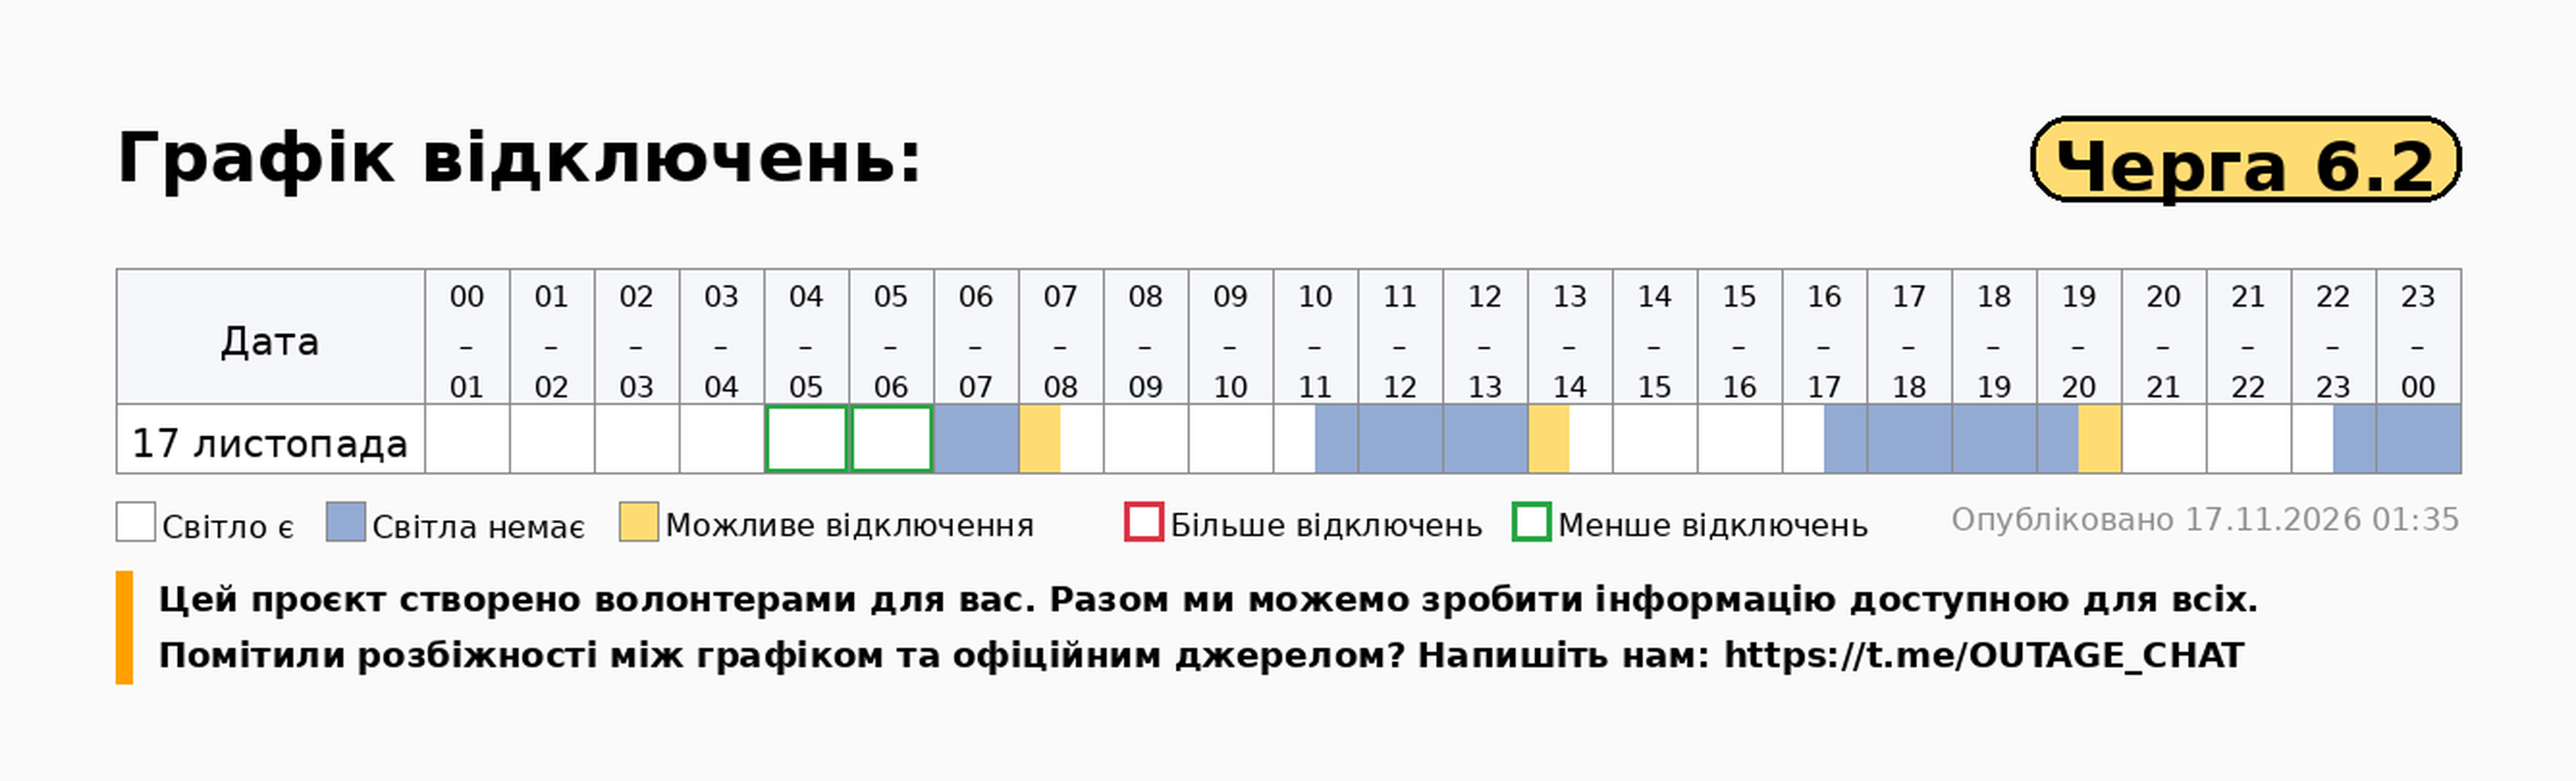 Графік відключень:
Черга 6.2
Дата
00 – 01
01 – 02
02 – 03
03 – 04
04 – 05
05 – 06
06 – 07
07 – 08
08 – 09
09 – 10
10 – 11
11 – 12
12 – 13
13 – 14
14 – 15
15 – 16
16 – 17
17 – 18
18 – 19
19 – 20
20 – 21
21 – 22
22 – 23
23 – 00
17 листопада
Світло є
Світла немає
Можливе відключення
Більше відключень
Менше відключень
Опубліковано 17.11.2026 01:35
Цей проєкт створено волонтерами для вас. Разом ми можемо зробити інформацію доступною для всіх.
Помітили розбіжності між графіком та офіційним джерелом? Напишіть нам: https://t.me/OUTAGE_CHAT